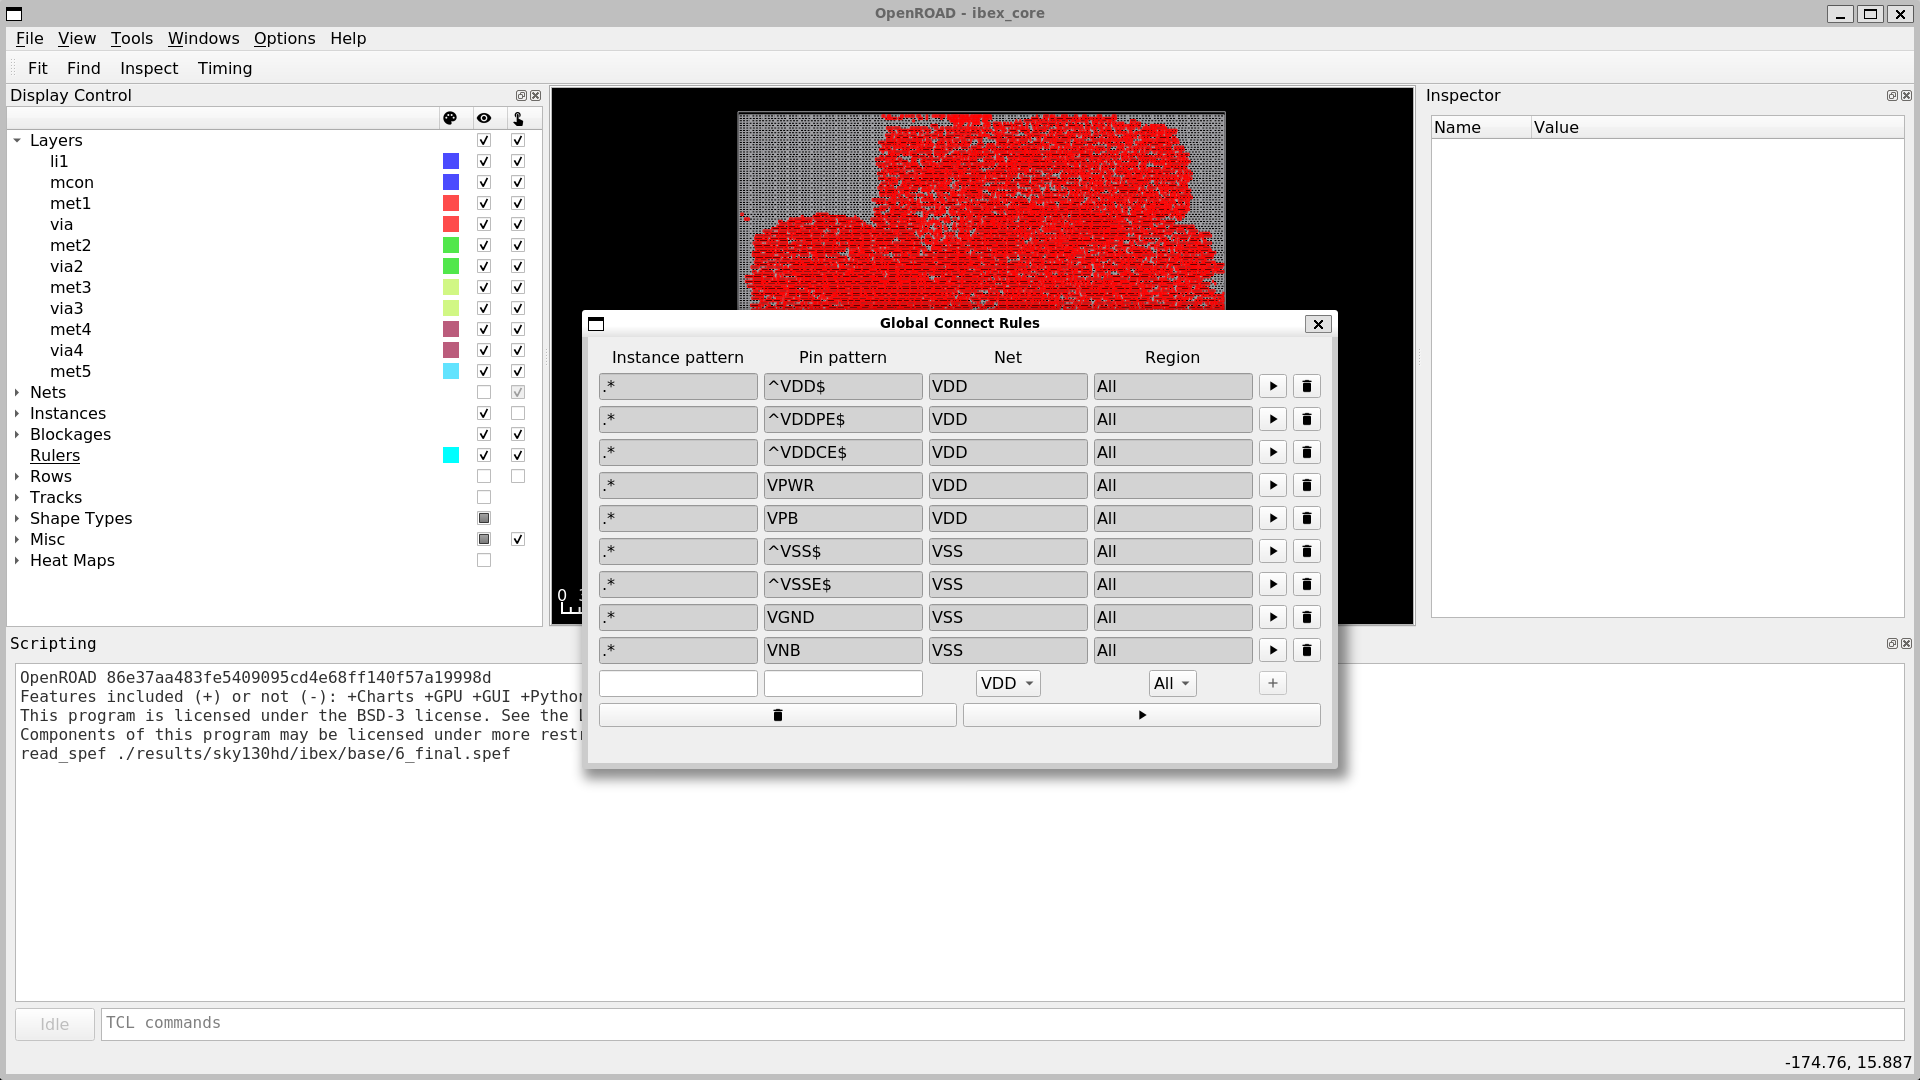 OpenROAD - ibex_core
File View Tools Windows Options Help
Fit Find Inspect Timing
Display Control
Layers
li1
mcon
met1
via
met2
via2
met3
via3
met4
via4
met5
Nets
Instances
Blockages
Rulers
Rows
Tracks
Shape Types
Misc
Heat Maps
0
Inspector
Name Value
Global Connect Rules
Instance pattern Pin pattern Net Region
.* ^VDD$ VDD All
.* ^VDDPE$ VDD All
.* ^VDDCE$ VDD All
.* VPWR VDD All
.* VPB VDD All
.* ^VSS$ VSS All
.* ^VSSE$ VSS All
.* VGND VSS All
.* VNB VSS All
VDD All +
Scripting
OpenROAD 86e37aa483fe5409095cd4e68ff140f57a19998d
Features included (+) or not (-): +Charts +GPU +GUI +Python
This program is licensed under the BSD-3 license. See the
Components of this program may be licensed under more restr
read_spef ./results/sky130hd/ibex/base/6_final.spef
Idle TCL commands
-174.76, 15.887